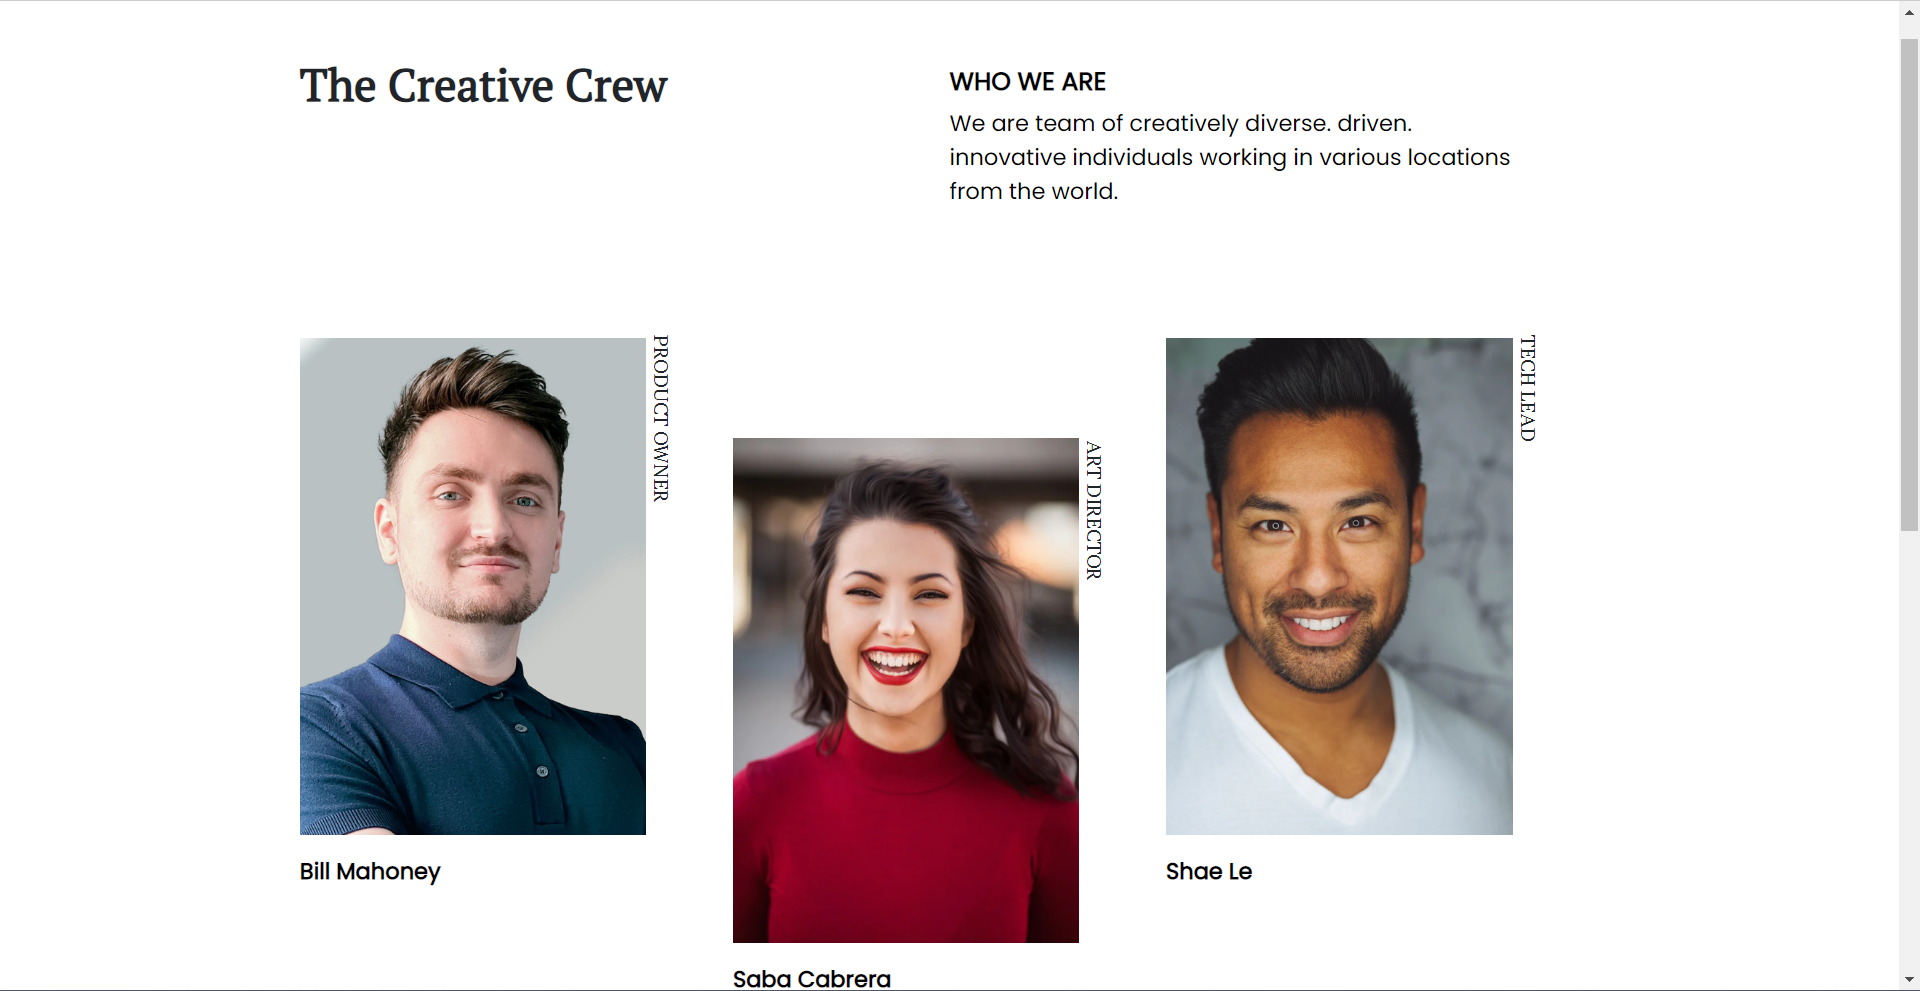 The Creative Crew
WHO WE ARE
We are team of creatively diverse. driven.
innovative individuals working in various locations
from the world.
PRODUCT OWNER
Bill Mahoney
ART DIRECTOR
Saba Cabrera
TECH LEAD
Shae Le